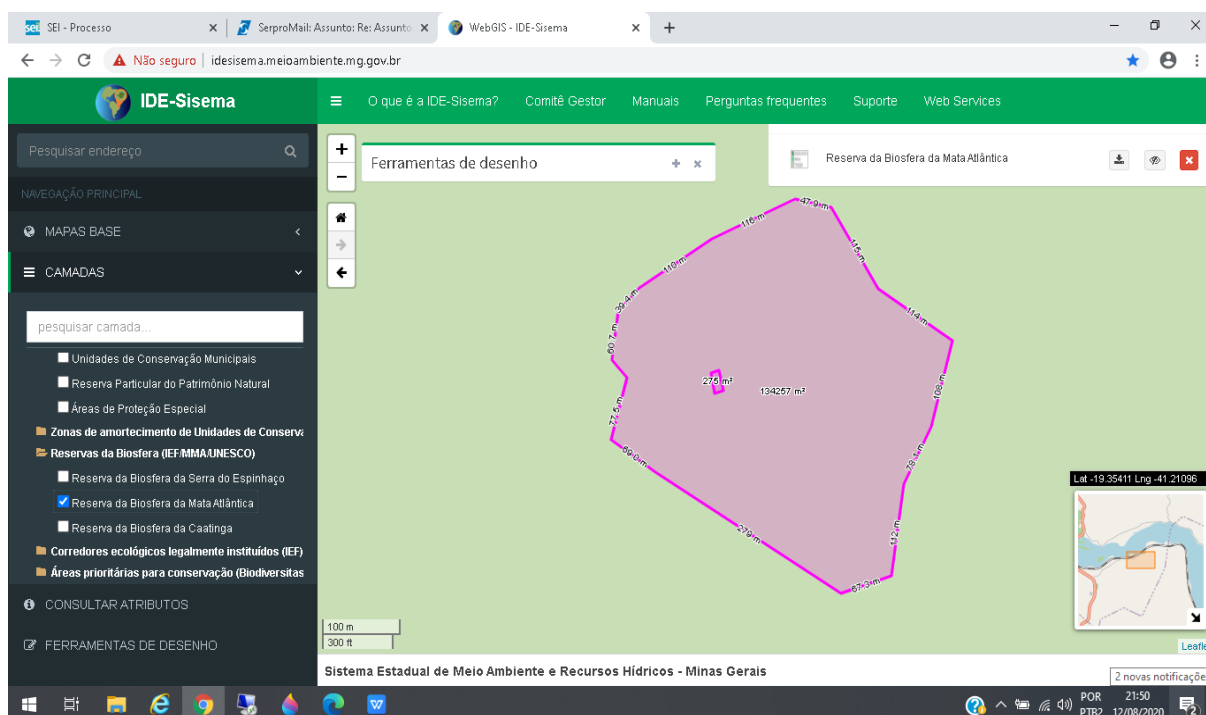 SEI - Processo
SerproMail: Assunto: Re: Assunto
WebGIS - IDE-Sisema
Não seguro
idesisema.meioambiente.mg.gov.br
IDE-Sisema
O que é a IDE-Sisema?
Comitê Gestor
Manuais
Perguntas frequentes
Suporte
Web Services
Pesquisar endereço
NAVEGAÇÃO PRINCIPAL
MAPAS BASE
CAMADAS
pesquisar camada...
Unidades de Conservação Municipais
Reserva Particular do Patrimônio Natural
Áreas de Proteção Especial
Zonas de amortecimento de Unidades de Conserva
Reservas da Biosfera (IEF/MMA/UNESCO)
Reserva da Biosfera da Serra do Espinhaço
Reserva da Biosfera da Mata Atlântica
Reserva da Biosfera da Caatinga
Corredores ecológicos legalmente instituídos (IEF)
Áreas prioritárias para conservação (Biodiversitas
CONSULTAR ATRIBUTOS
FERRAMENTAS DE DESENHO
+
−
Ferramentas de desenho
Reserva da Biosfera da Mata Atlântica
47.9 m
116 m
115 m
110 m
39.4 m
114 m
60.7 m
275 m²
134257 m²
108 m
77.5 m
69.0 m
78.1 m
279 m
112 m
67.3 m
Lat -19.35411 Lng -41.21096
100 m
300 ft
Leafle
Sistema Estadual de Meio Ambiente e Recursos Hídricos - Minas Gerais
2 novas notificaçõe
POR
PTB2
21:50
12/08/2020